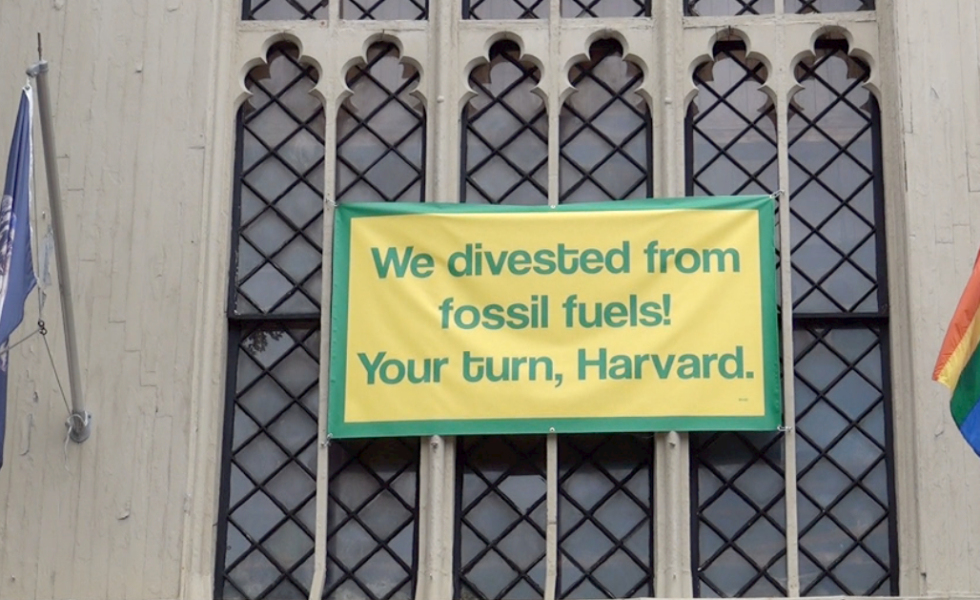 We divested from
fossil fuels!
Your turn, Harvard.